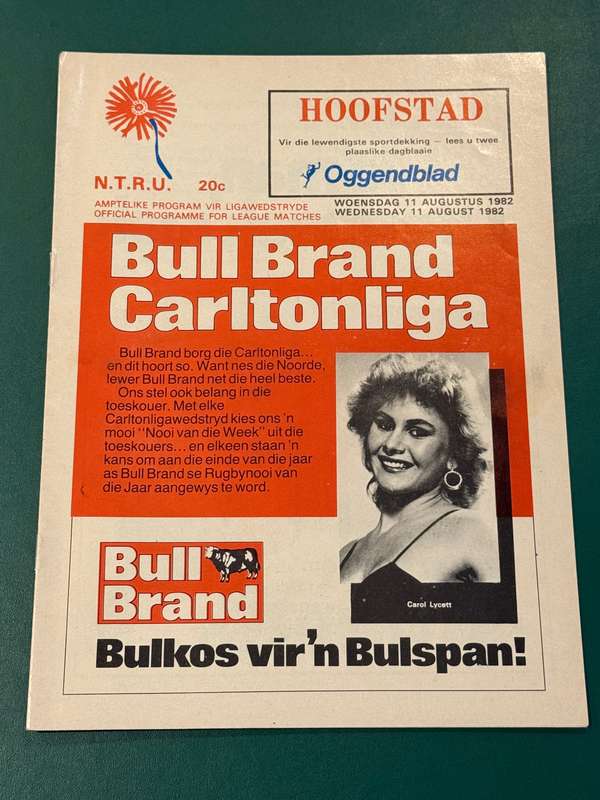 HOOFSTAD
Vir die lewendigste sportdekking — lees u twee
plaaslike dagblaaie
Oggendblad
N.T.R.U. 20c
AMPTELIKE PROGRAM VIR LIGAWEDSTRYDE
OFFICIAL PROGRAMME FOR LEAGUE MATCHES
WOENSDAG 11 AUGUSTUS 1982
WEDNESDAY 11 AUGUST 1982
Bull Brand
Carltonliga
Bull Brand borg die Carltonliga...
en dit hoort so. Want nes die Noorde,
lewer Bull Brand net die heel beste.
Ons stel ook belang in die
toeskouer. Met elke
Carltonligawedstryd kies ons 'n
mooi "Nooi van die Week" uit die
toeskouers... en elkeen staan 'n
kans om aan die einde van die jaar
as Bull Brand se Rugbynooi van
die Jaar aangewys te word.
Carol Lycett
Bull
Brand
Bulkos vir 'n Bulspan!